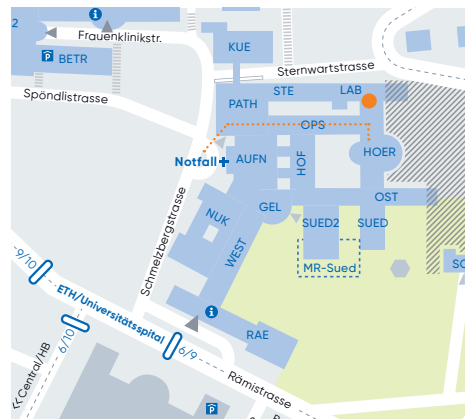 2
i
Frauenklinikstr.
P
BETR
KUE
Sternwartstrasse
Spöndlistrasse
STE
LAB
PATH
OPS
Notfall
AUFN
HOF
HOER
NUK
GEL
OST
SUED2
SUED
WEST
Schmelzbergstrasse
MR-Sued
9/10
ETH/Universitätsspital
6/10
6/9
i
RAE
Central/HB
Rämistrasse
P